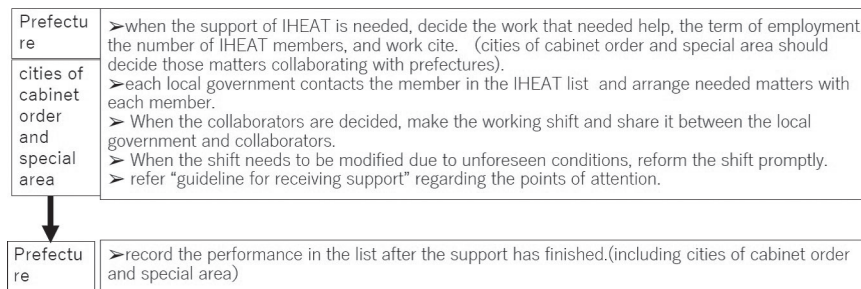 Prefectu
re
➢when the support of IHEAT is needed, decide the work that needed help, the term of employment
the number of IHEAT members, and work cite. (cities of cabinet order and special area should
decide those matters collaborating with prefectures).
cities of
cabinet
order
and
special
area
➢each local government contacts the member in the IHEAT list and arrange needed matters with
each member.
➢ When the collaborators are decided, make the working shift and share it between the local
government and collaborators.
➢ When the shift needs to be modified due to unforeseen conditions, reform the shift promptly.
➢ refer “guideline for receiving support” regarding the points of attention.
Prefectu
re
➢record the performance in the list after the support has finished.(including cities of cabinet order
and special area)